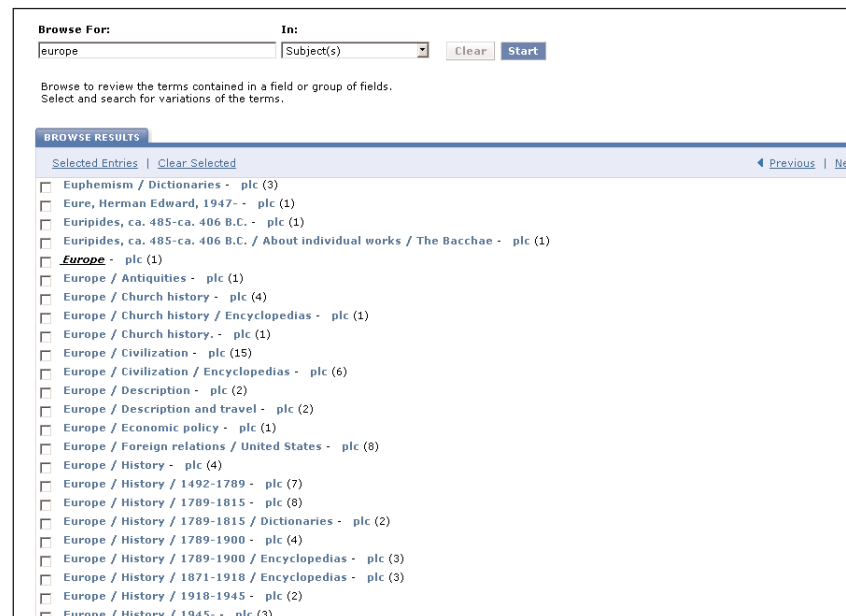 Browse For: In:
europe Subject(s) Clear Start
Browse to review the terms contained in a field or group of fields.
Select and search for variations of the terms.
BROWSE RESULTS
Selected Entries | Clear Selected Previous | Ne
Euphemism / Dictionaries - plc (3)
Eure, Herman Edward, 1947- - plc (1)
Euripides, ca. 485-ca. 406 B.C. - plc (1)
Euripides, ca. 485-ca. 406 B.C. / About individual works / The Bacchae - plc (1)
Europe - plc (1)
Europe / Antiquities - plc (1)
Europe / Church history - plc (4)
Europe / Church history / Encyclopedias - plc (1)
Europe / Church history. - plc (1)
Europe / Civilization - plc (15)
Europe / Civilization / Encyclopedias - plc (6)
Europe / Description - plc (2)
Europe / Description and travel - plc (2)
Europe / Economic policy - plc (1)
Europe / Foreign relations / United States - plc (8)
Europe / History - plc (4)
Europe / History / 1492-1789 - plc (7)
Europe / History / 1789-1815 - plc (8)
Europe / History / 1789-1815 / Dictionaries - plc (2)
Europe / History / 1789-1900 - plc (4)
Europe / History / 1789-1900 / Encyclopedias - plc (3)
Europe / History / 1871-1918 / Encyclopedias - plc (3)
Europe / History / 1918-1945 - plc (2)
Europe / History / 1945- - plc (3)